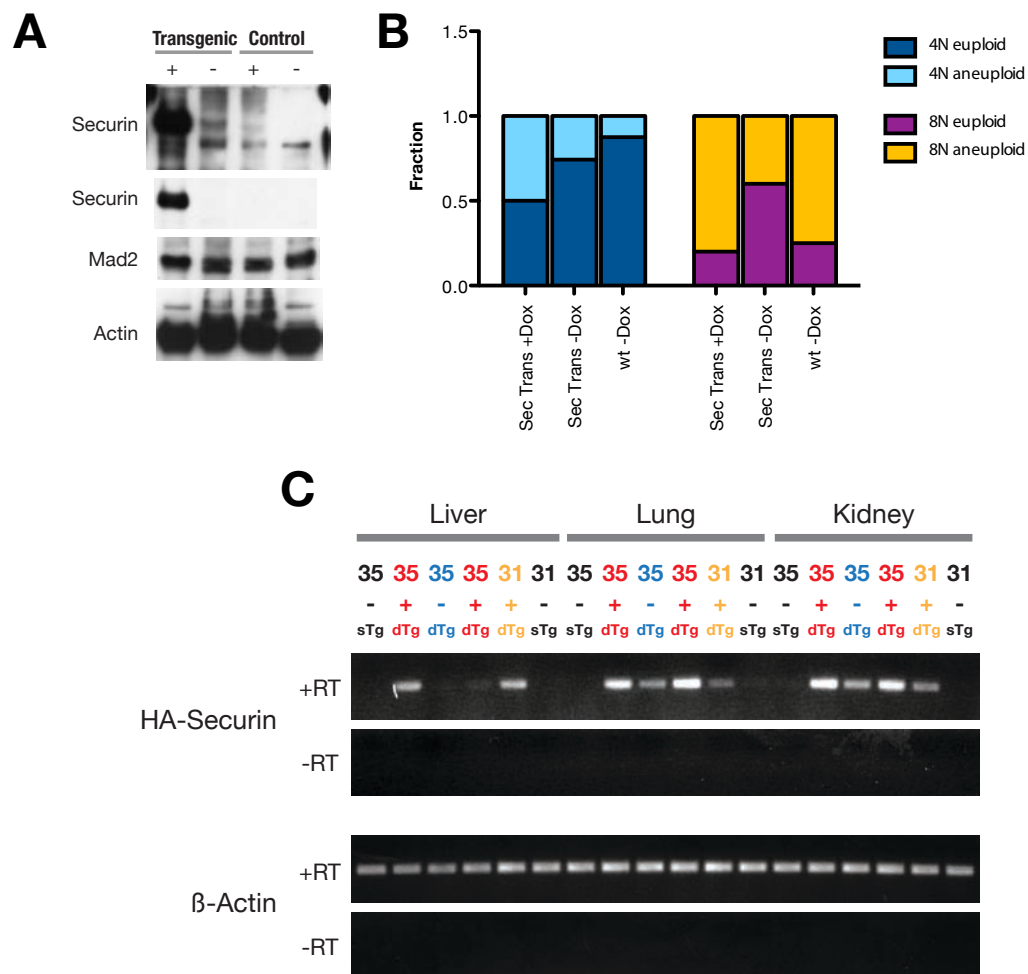 A
Transgenic Control
+ - + -
Securin
Securin
Mad2
Actin
B
1.5
1.0
0.5
0.0
Fraction
Sec Trans +Dox
Sec Trans -Dox
wt -Dox
Sec Trans +Dox
Sec Trans -Dox
wt -Dox
4N euploid
4N aneuploid
8N euploid
8N aneuploid
C
Liver Lung Kidney
35 35 35 35 31 31 35 35 35 35 31 31 35 35 35 35 31 31
- + - + + - - + - + + - - + - + + -
sTg dTg dTg dTg dTg sTg sTg dTg dTg dTg dTg sTg sTg dTg dTg dTg dTg sTg
HA-Securin
+RT
-RT
ß-Actin
+RT
-RT